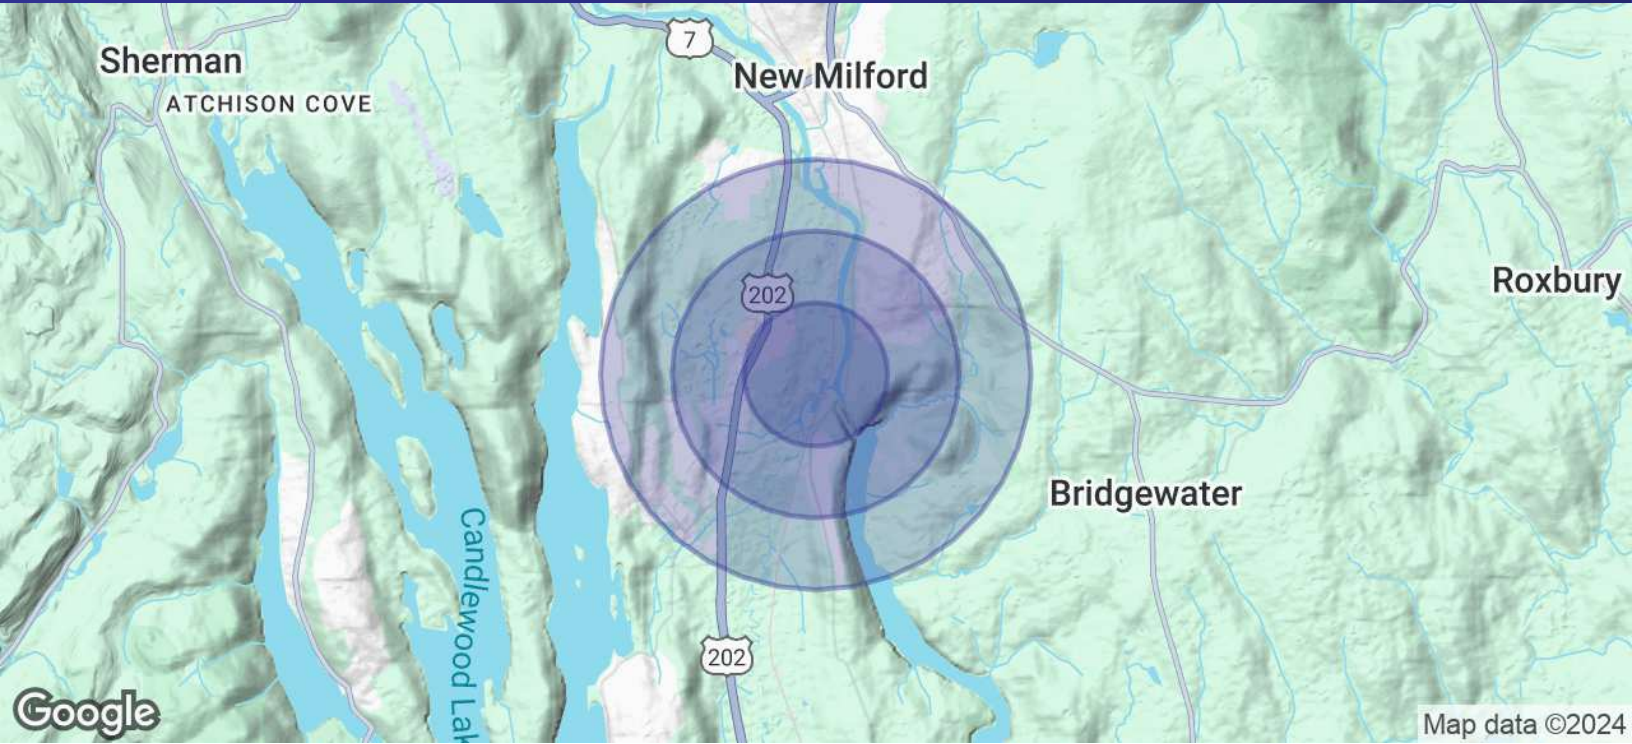 7
Sherman
New Milford
ATCHISON COVE
Roxbury
202
Bridgewater
Candlewood Lak
202
Google
Map data ©2024